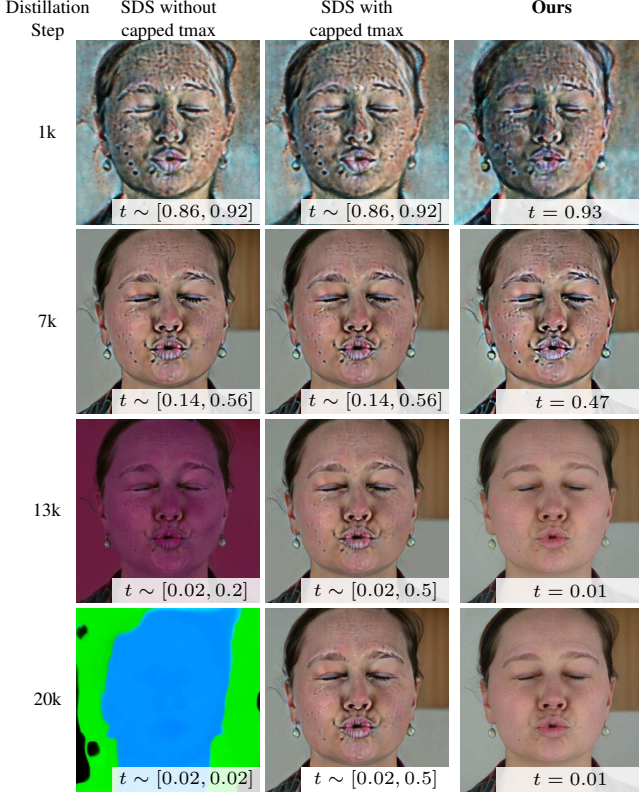 Distillation Step
SDS without capped tmax
SDS with capped tmax
Ours
1k
t ∼ [0.86, 0.92]
t ∼ [0.86, 0.92]
t = 0.93
7k
t ∼ [0.14, 0.56]
t ∼ [0.14, 0.56]
t = 0.47
13k
t ∼ [0.02, 0.2]
t ∼ [0.02, 0.5]
t = 0.01
20k
t ∼ [0.02, 0.02]
t ∼ [0.02, 0.5]
t = 0.01